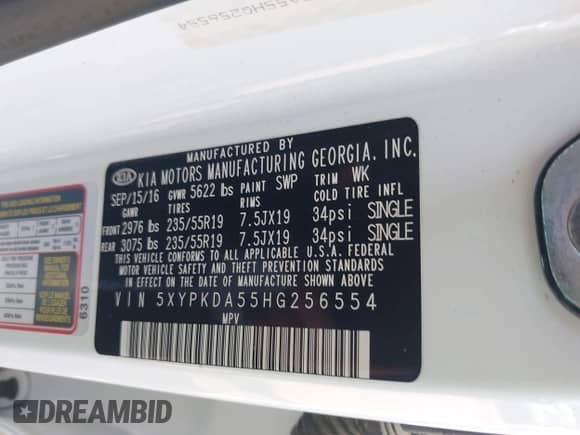 A55HG256554
MANUFACTURED BY
KIA KIA MOTORS MANUFACTURING GEORGIA, INC.
SEP/15/16 GVWR 5622 lbs PAINT SWP TRIM WK
GAWR TIRES RIMS COLD TIRE INFL
FRONT 2976 lbs 235/55R19 7.5JX19 34psi SINGLE
REAR 3075 lbs 235/55R19 7.5JX19 34psi SINGLE
THIS VEHICLE CONFORMS TO ALL APPLICABLE U.S.A. FEDERAL
MOTOR VEHICLE SAFETY AND THEFT PREVENTION STANDARDS
IN EFFECT ON THE DATE OF MANUFACTURE SHOWN ABOVE.
VIN 5XYPKDA55HG256554
MPV
6310
DREAMBID